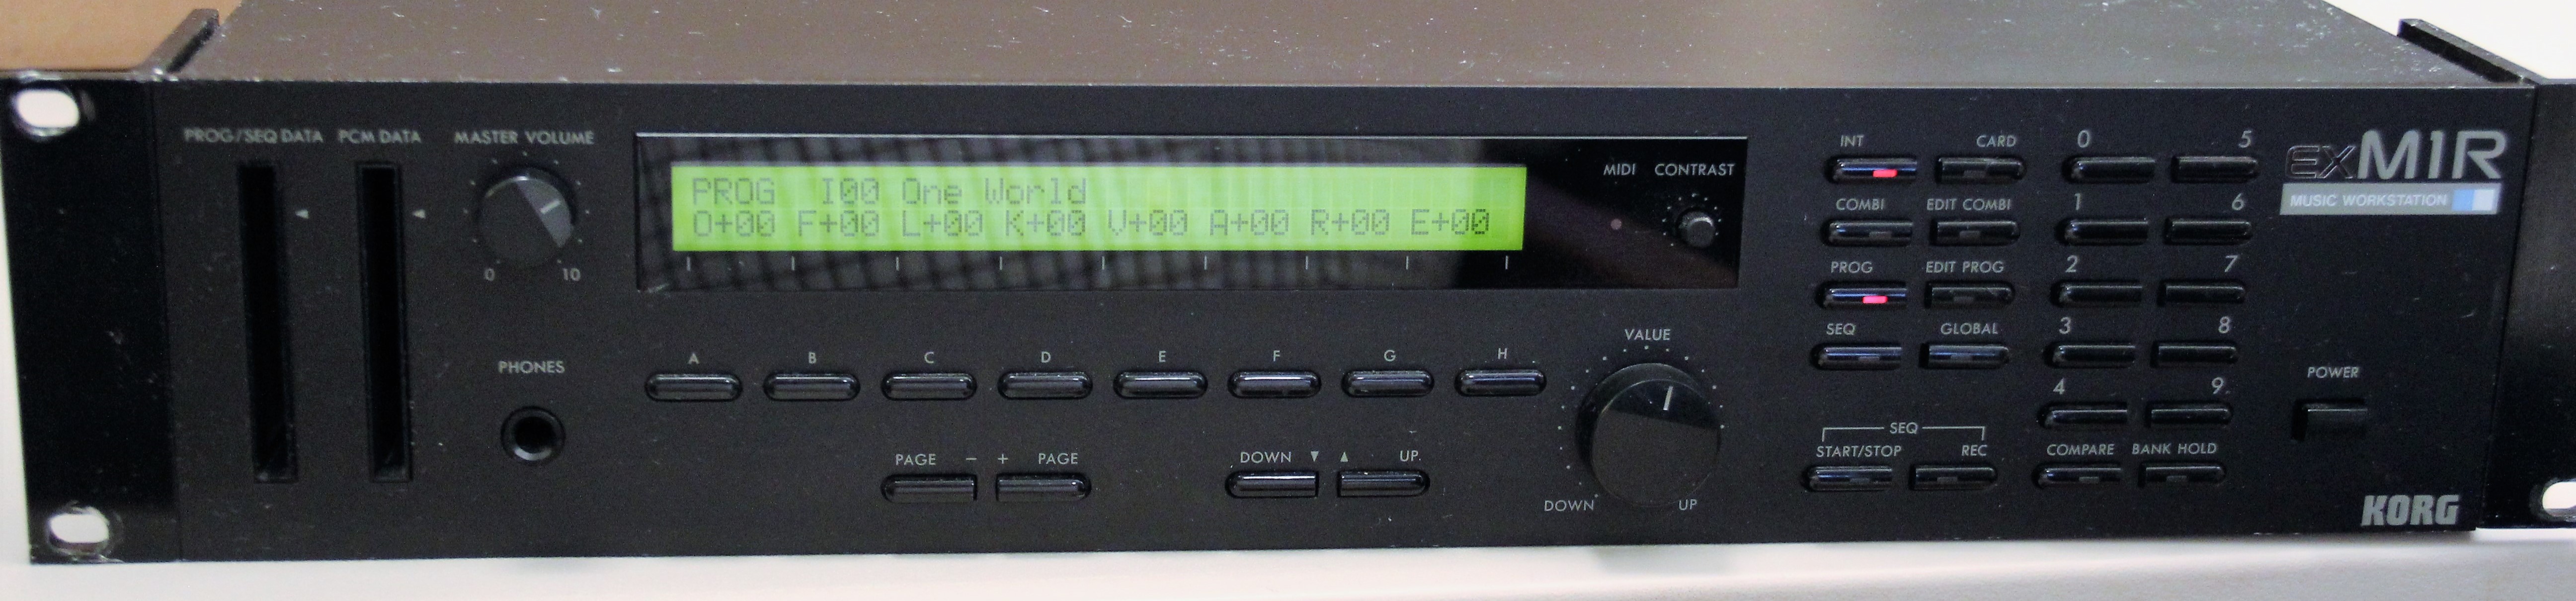 PROG/SEQ DATA
PCM DATA
MASTER VOLUME
0 10
PHONES
PROG I00 One World
O+00 F+00 L+00 K+00 V+00 A+00 R+00 E+00
MIDI CONTRAST
A B C D E F G H
PAGE − + PAGE
DOWN ▼ ▲ UP
VALUE
DOWN UP
INT CARD
COMBI EDIT COMBI
PROG EDIT PROG
SEQ GLOBAL
SEQ
START/STOP REC
0 5
1 6
2 7
3 8
4 9
COMPARE BANK HOLD
EXM1R
MUSIC WORKSTATION
POWER
KORG